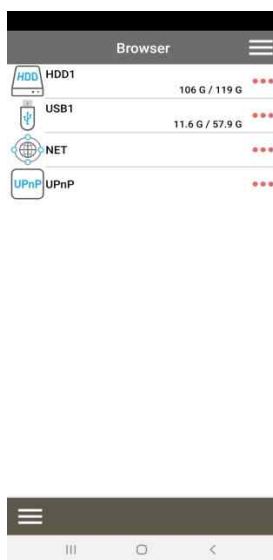 Browser
HDD HDD1
106 G / 119 G
USB1
11.6 G / 57.9 G
NET
UPnP UPnP